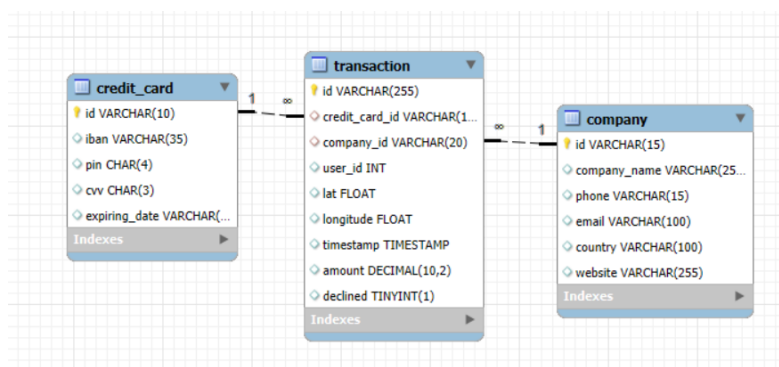 credit_card
id VARCHAR(10)
iban VARCHAR(35)
pin CHAR(4)
cvv CHAR(3)
expiring_date VARCHAR(...
Indexes
1
∞
transaction
id VARCHAR(255)
credit_card_id VARCHAR(1...
company_id VARCHAR(20)
user_id INT
lat FLOAT
longitude FLOAT
timestamp TIMESTAMP
amount DECIMAL(10,2)
declined TINYINT(1)
Indexes
∞
1
company
id VARCHAR(15)
company_name VARCHAR(25...
phone VARCHAR(15)
email VARCHAR(100)
country VARCHAR(100)
website VARCHAR(255)
Indexes